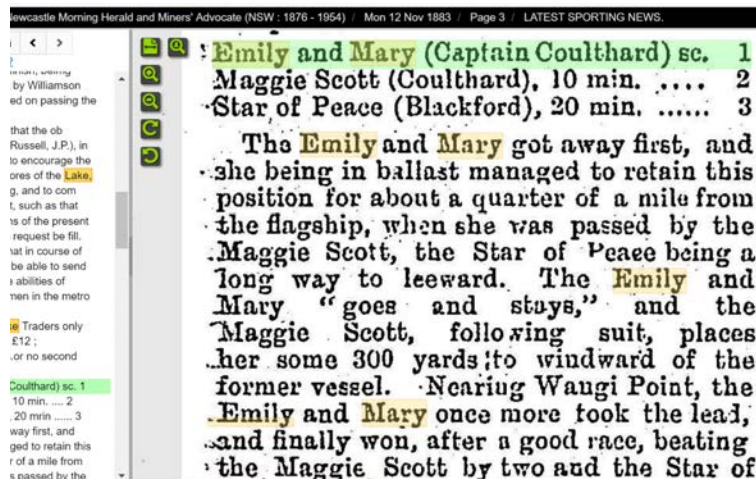 Newcastle Morning Herald and Miners' Advocate (NSW : 1876 - 1954) / Mon 12 Nov 1883 / Page 3 / LATEST SPORTING NEWS.
by Williamson
ed on passing the
that the ob
Russell, J.P.), in
to encourage the
ores of the Lake,
g, and to com
t, such as that
ns of the present
request be fill.
hat in course of
be able to send
abilities of
men in the metro
Traders only
£12 ;
.or no second
Coulthard) sc. 1
10 min. .... 2
20 mrin ...... 3
way first, and
ged to retain this
r of a mile from
s passed by the
Emily and Mary (Captain Coulthard) sc. 1
Maggie Scott (Coulthard), 10 min. .... 2
Star of Peace (Blackford), 20 min. ...... 3
The Emily and Mary got away first, and
she being in ballast managed to retain this
position for about a quarter of a mile from
the flagship, when she was passed by the
Maggie Scott, the Star of Peace being a
long way to leeward. The Emily and
Mary "goes and stays," and the
Maggie Scott, following suit, places
her some 300 yards to windward of the
former vessel. Nearing Waugi Point, the
Emily and Mary once more took the lead,
and finally won, after a good race, beating
the Maggie Scott by two and the Star of